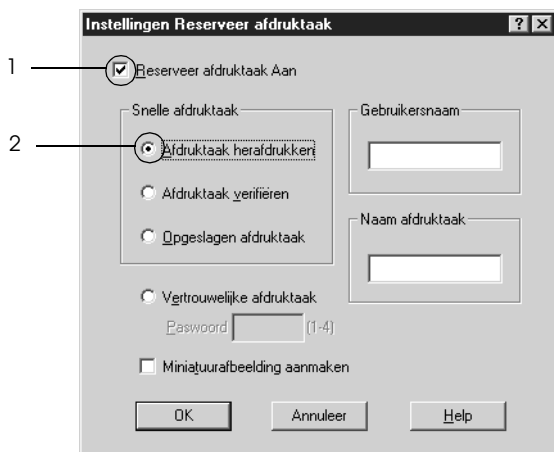 Instellingen Reserveer afdruktaak
1
Reserveer afdruktaak Aan
Snelle afdruktaak
2
Afdruktaak herafdrukken
Afdruktaak verifiëren
Opgeslagen afdruktaak
Gebruikersnaam
Naam afdruktaak
Vertrouwelijke afdruktaak
Paswoord (1-4)
Miniatuurafbeelding aanmaken
OK Annuleer Help